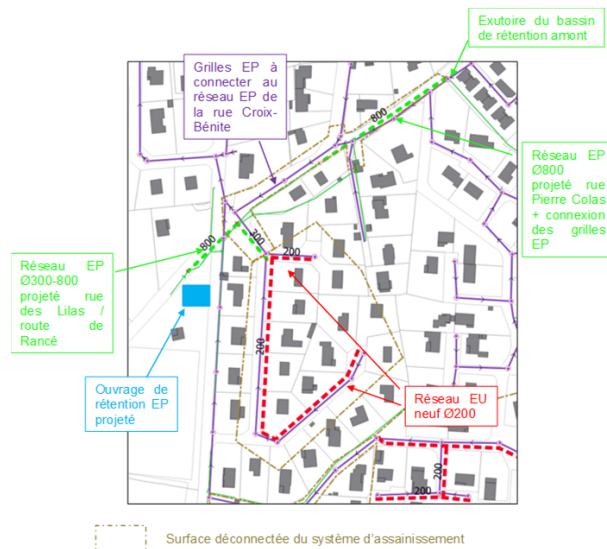 Exutoire du bassin
de rétention amont
Grilles EP à
connecter au
réseau EP de
la rue Croix-
Bénite
800
Réseau EP
Ø800
projeté rue
Pierre Colas
+ connexion
des grilles
EP
300
800
200
Réseau EP
Ø300-800
projeté rue
des Lilas /
route de
Rancé
200
Ouvrage de
rétention EP
projeté
Réseau EU
neuf Ø200
200
200
Surface déconnectée du système d'assainissement